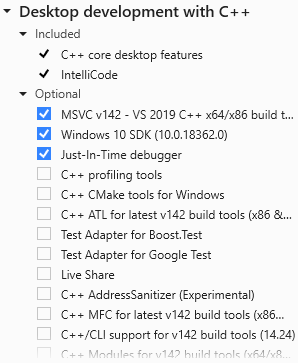 Desktop development with C++
Included
C++ core desktop features
IntelliCode
Optional
MSVC v142 - VS 2019 C++ x64/x86 build t...
Windows 10 SDK (10.0.18362.0)
Just-In-Time debugger
C++ profiling tools
C++ CMake tools for Windows
C++ ATL for latest v142 build tools (x86 &...
Test Adapter for Boost.Test
Test Adapter for Google Test
Live Share
C++ AddressSanitizer (Experimental)
C++ MFC for latest v142 build tools (x86...
C++/CLI support for v142 build tools (14.24)
C++ Modules for v142 build tools (x64/x8...